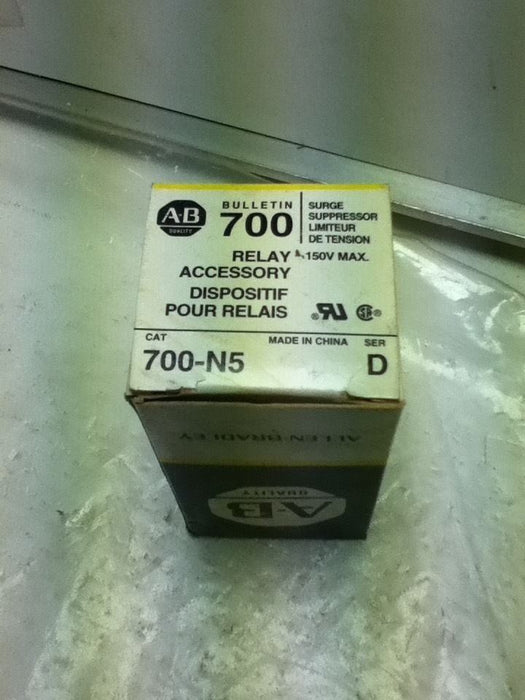 A-B
QUALITY
BULLETIN
700
SURGE
SUPPRESSOR
LIMITEUR
DE TENSION
RELAY
ACCESSORY
150V MAX.
DISPOSITIF
POUR RELAIS
CAT
700-N5
MADE IN CHINA
SER
D
ALLEN-BRADLEY
A-B
QUALITY